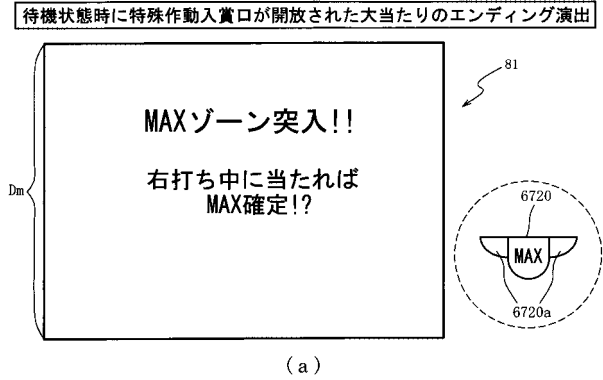 待機状態時に特殊作動入賞口が開放された大当たりのエンディング演出
81
MAXゾーン突入!!
右打ち中に当たれば
MAX確定!?
Dm
6720
MAX
6720a
(a)